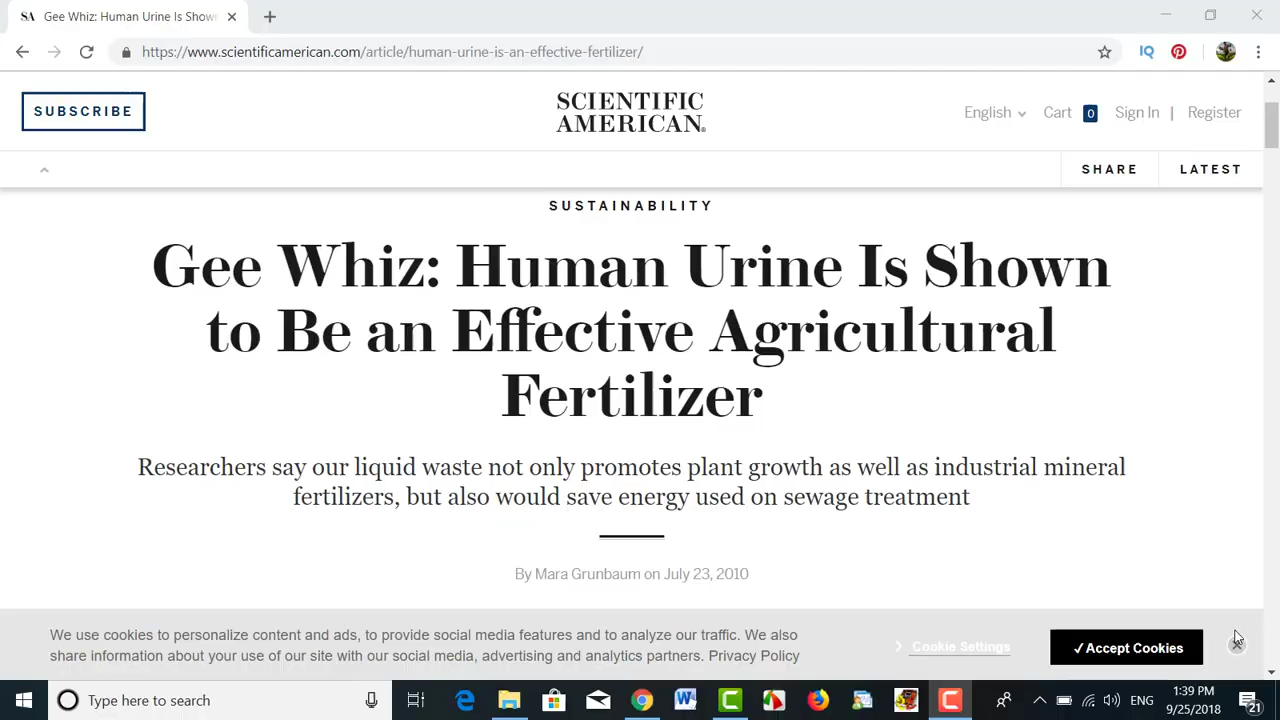 SA Gee Whiz: Human Urine Is Show
https://www.scientificamerican.com/article/human-urine-is-an-effective-fertilizer/
IQ
SUBSCRIBE
SCIENTIFIC
AMERICAN
English Cart 0 Sign In | Register
SHARE LATEST
SUSTAINABILITY
Gee Whiz: Human Urine Is Shown
to Be an Effective Agricultural
Fertilizer
Researchers say our liquid waste not only promotes plant growth as well as industrial mineral
fertilizers, but also would save energy used on sewage treatment
By Mara Grunbaum on July 23, 2010
We use cookies to personalize content and ads, to provide social media features and to analyze our traffic. We also
share information about your use of our site with our social media, advertising and analytics partners. Privacy Policy
Cookie Settings
✓Accept Cookies
Type here to search
ENG
1:39 PM
9/25/2018
21